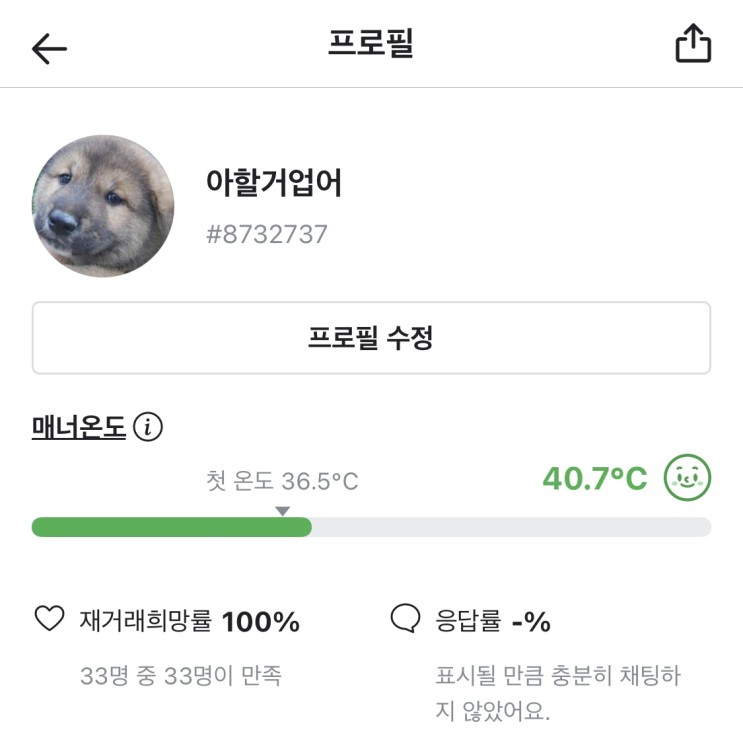 프로필
아할거업어
#8732737
프로필 수정
매너온도 i
첫 온도 36.5°C
40.7°C
재거래희망률 100%
33명 중 33명이 만족
응답률 -%
표시될 만큼 충분히 채팅하
지 않았어요.